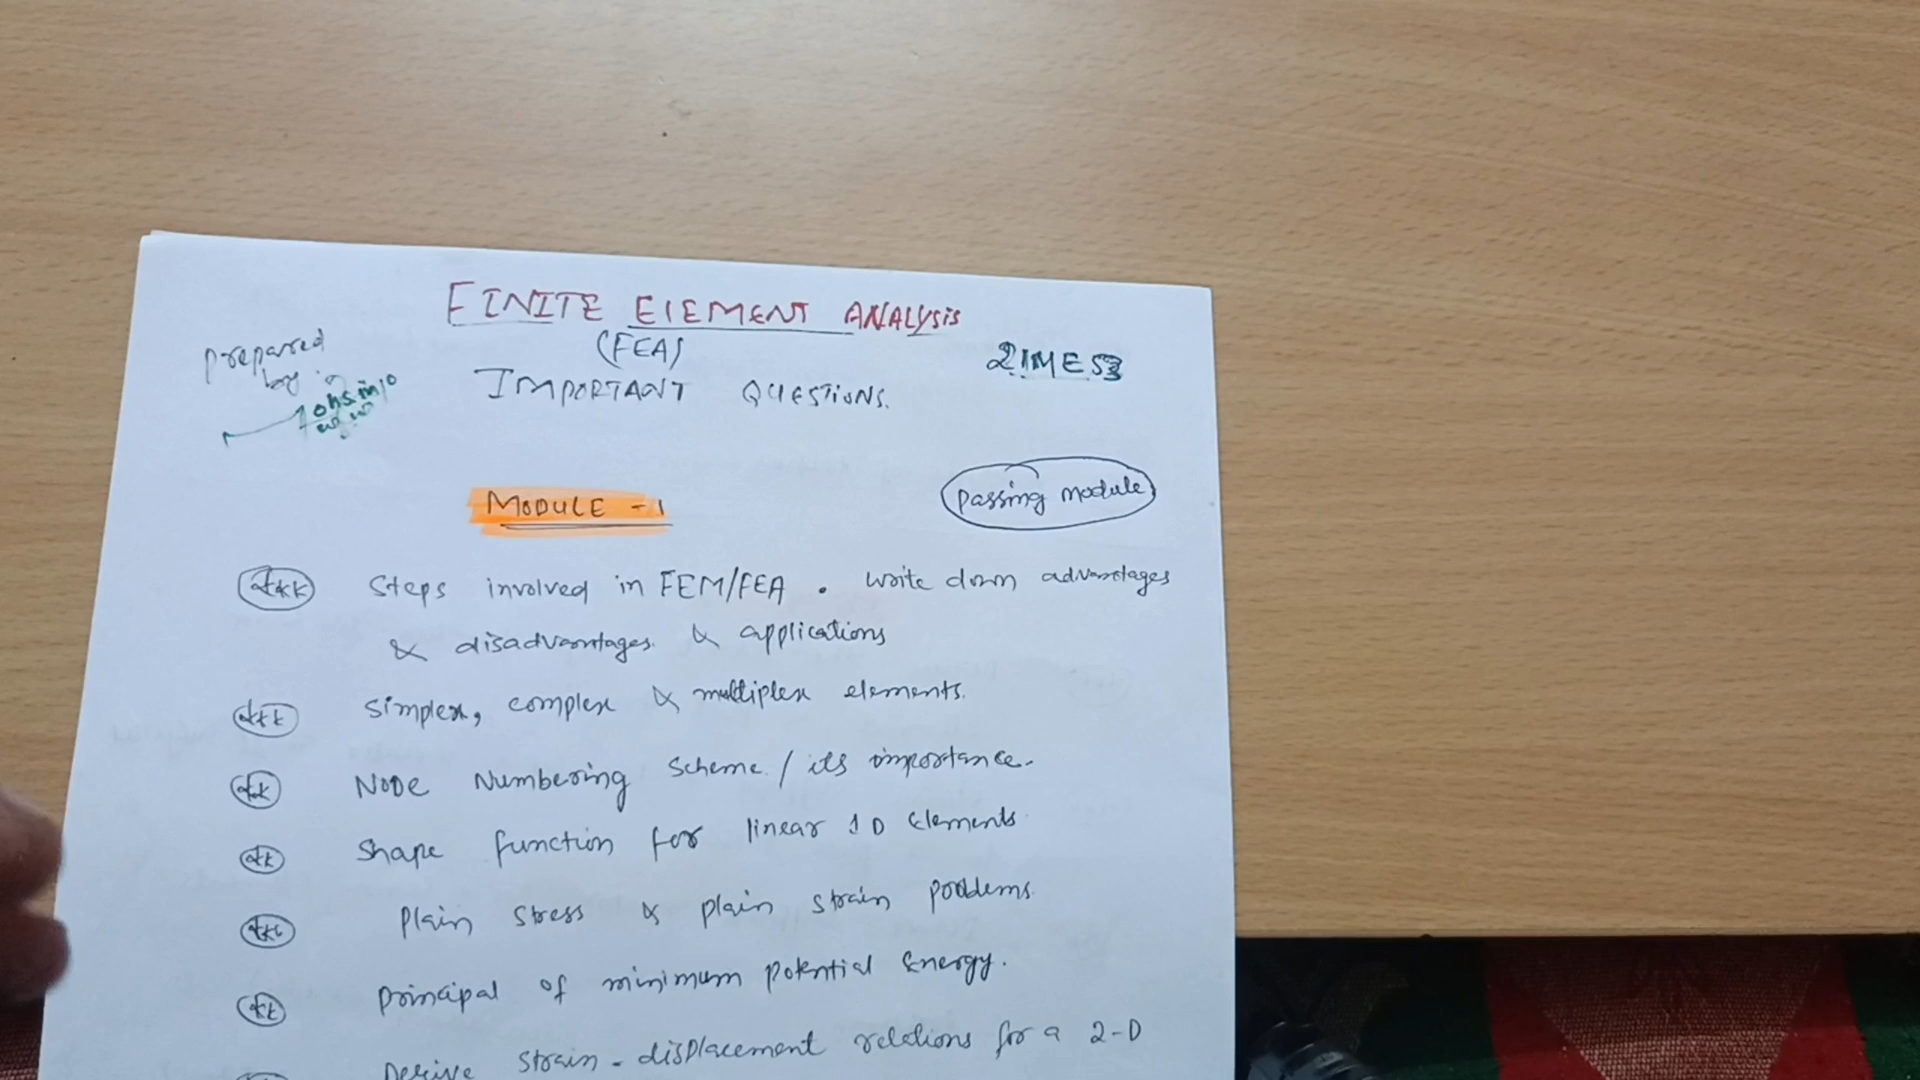 FINITE ELEMENT ANALYSIS
(FEA)
prepared
by
21ME53
IMPORTANT QUESTIONS.
MODULE - 1
passing module
*** Steps involved in FEM/FEA. write down advantages
& disadvantages & applications
*** Simplex, complex & multiplex elements.
** NODE Numbering scheme / its importance.
** Shape function for linear 1D Elements
*** Plain stress & plain strain problems.
** Principal of minimum potential Energy.
Derive strain-displacement relations for a 2-D